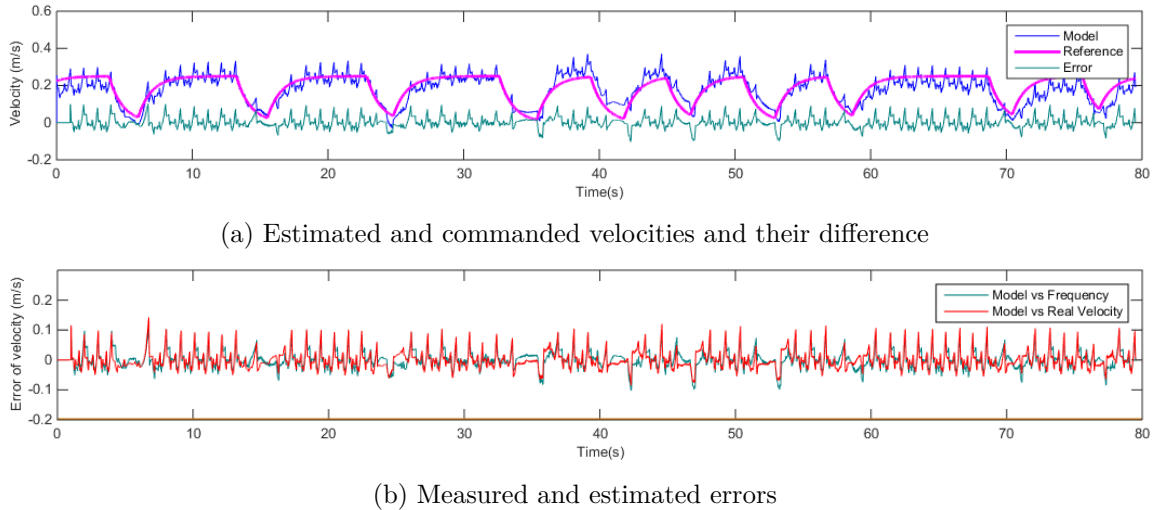 0.6
0.4
0.2
0
-0.2
Velocity (m/s)
Model
Reference
Error
0 10 20 30 40 50 60 70 80
Time(s)
(a) Estimated and commanded velocities and their difference
0.2
0.1
0
-0.1
-0.2
Error of velocity (m/s)
Model vs Frequency
Model vs Real Velocity
0 10 20 30 40 50 60 70 80
Time(s)
(b) Measured and estimated errors